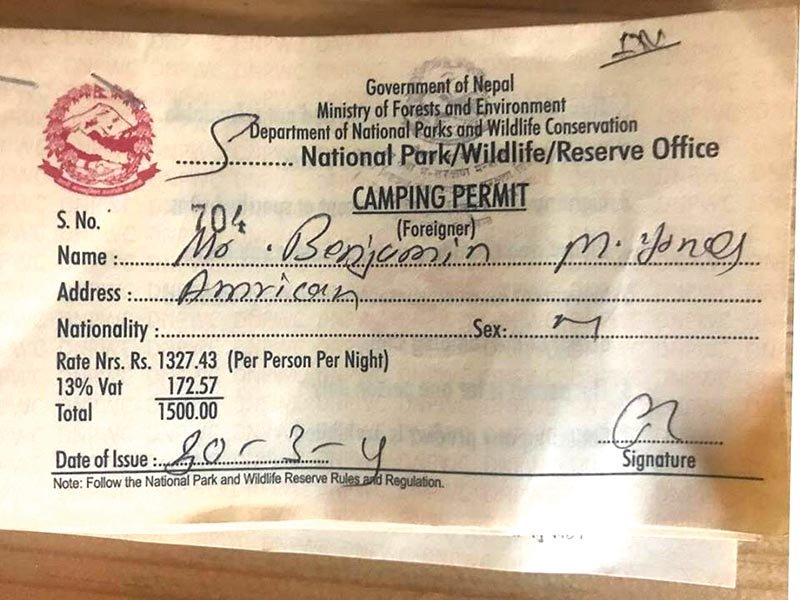 IN
Government of Nepal
Ministry of Forests and Environment
Department of National Parks and Wildlife Conservation
S National Park/Wildlife/Reserve Office
CAMPING PERMIT
(Foreigner)
S. No. 704
Name : Mr. Benjamin M. Jones
Address : Amrican
Nationality : Sex: M
Rate Nrs. Rs. 1327.43 (Per Person Per Night)
13% Vat 172.57
Total 1500.00
Date of Issue : 80-3-4
Signature
Note: Follow the National Park and Wildlife Reserve Rules and Regulation.